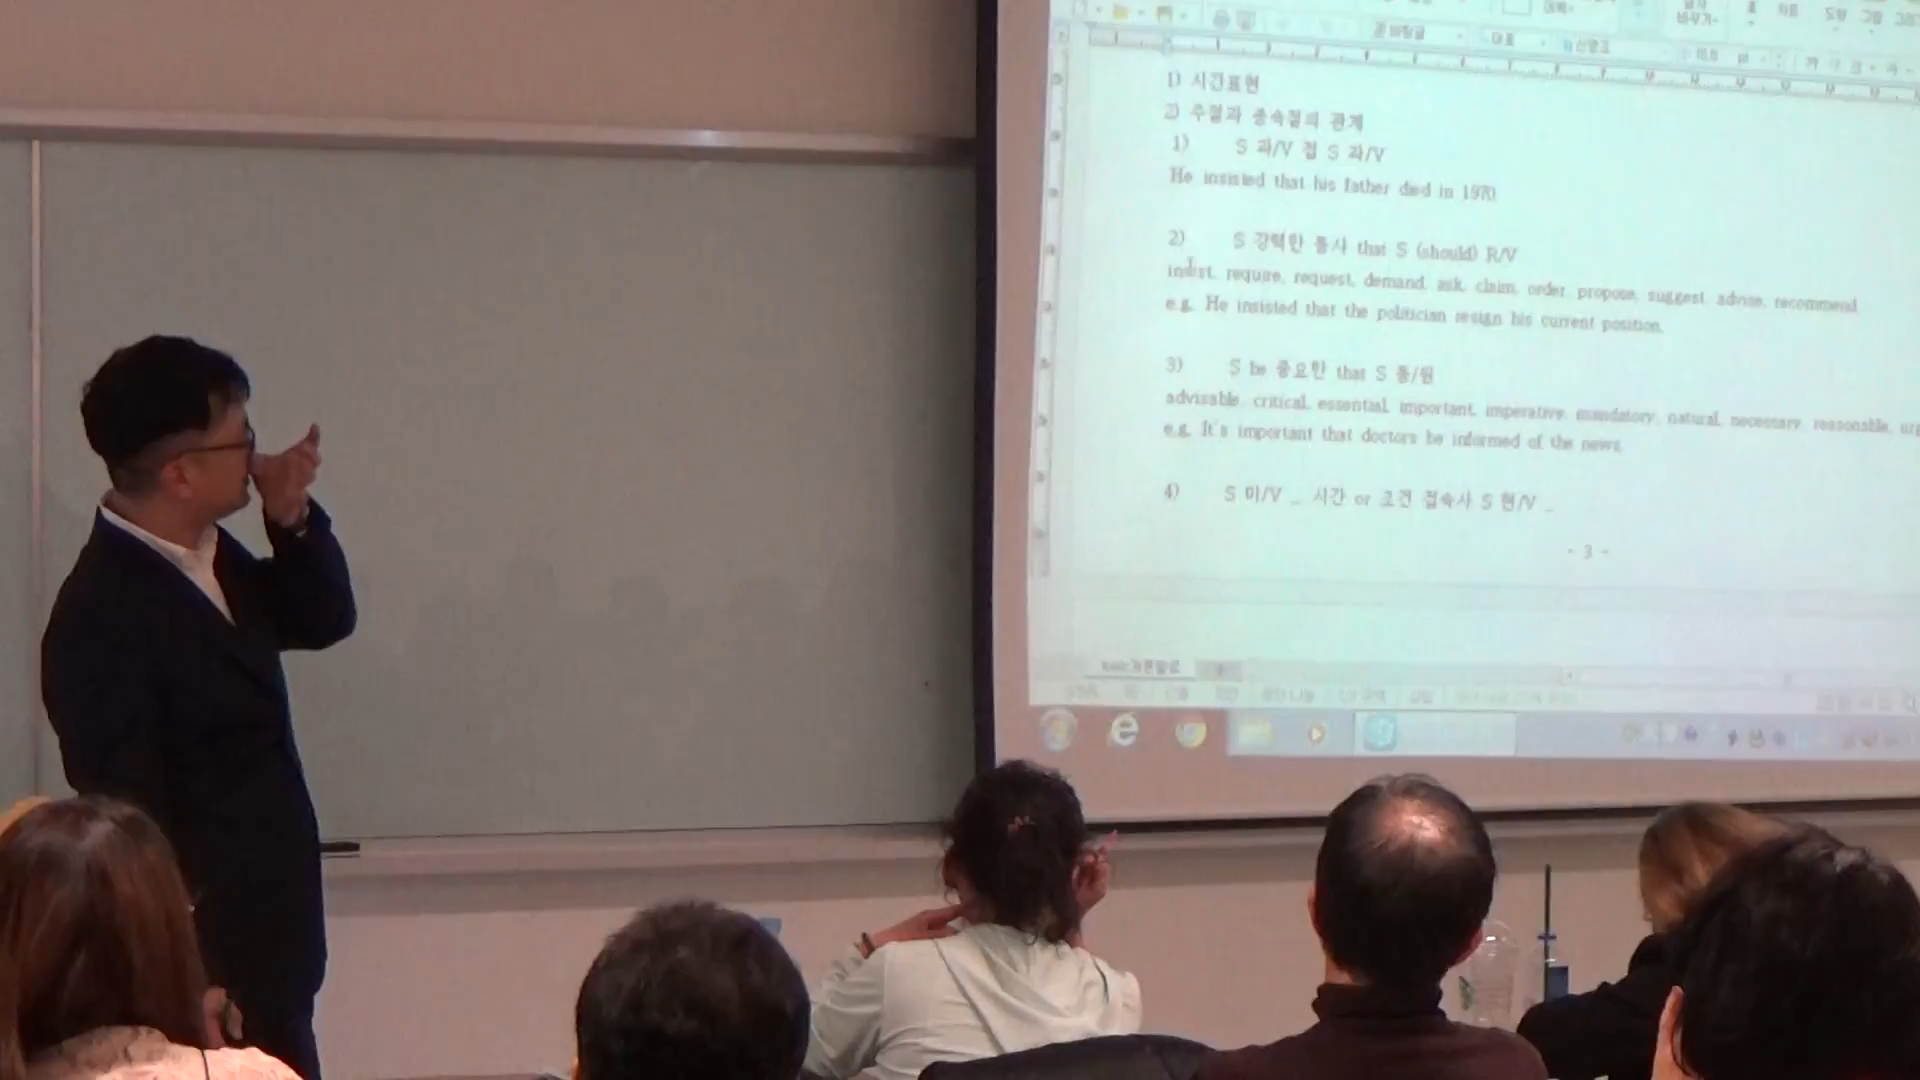 1) 시간표현
2) 주절과 종속절의 관계
1) S 과/V 접 S 과/V
He insisted that his father died in 1970.
2) S 강력한 동사 that S (should) R/V
insist, require, request, demand, ask, claim, order, propose, suggest, advise, recommend
e.g. He insisted that the politician resign his current position.
3) S be 중요한 that S 동/원
advisable, critical, essential, important, imperative, mandatory, natural, necessary, reasonable, urg
e.g. It's important that doctors be informed of the news.
4) S 미/V _ 시간 or 조건 접속사 S 현/V _
- 3 -